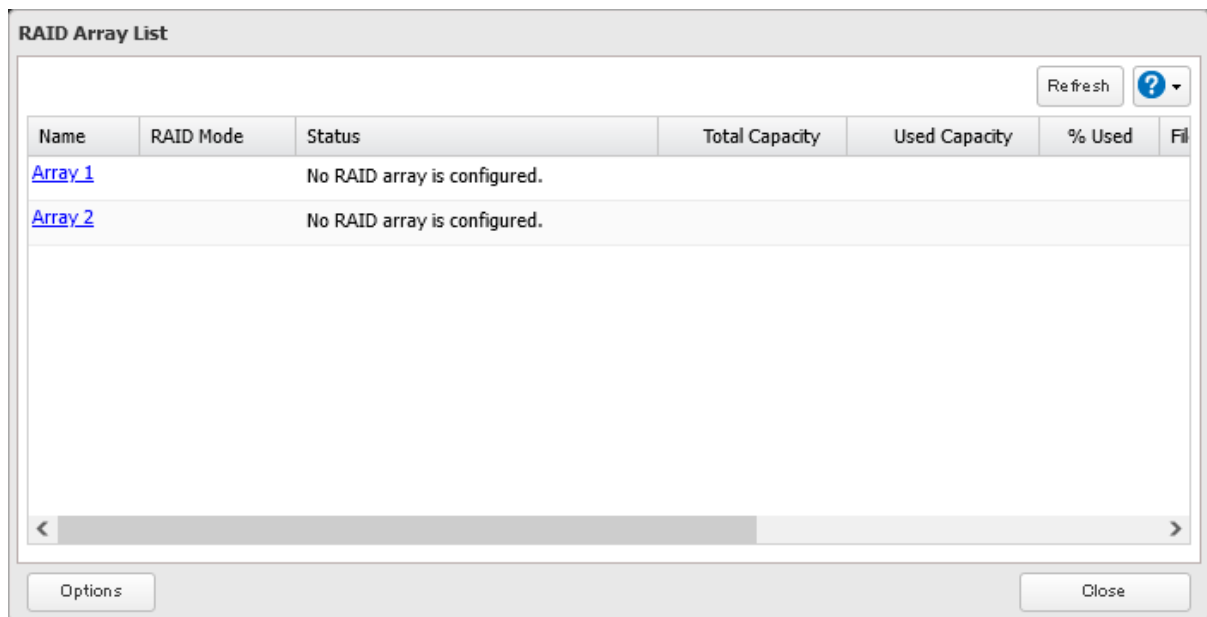 RAID Array List
Refresh ?
Name RAID Mode Status Total Capacity Used Capacity % Used Fil
Array 1 No RAID array is configured.
Array 2 No RAID array is configured.
Options Close